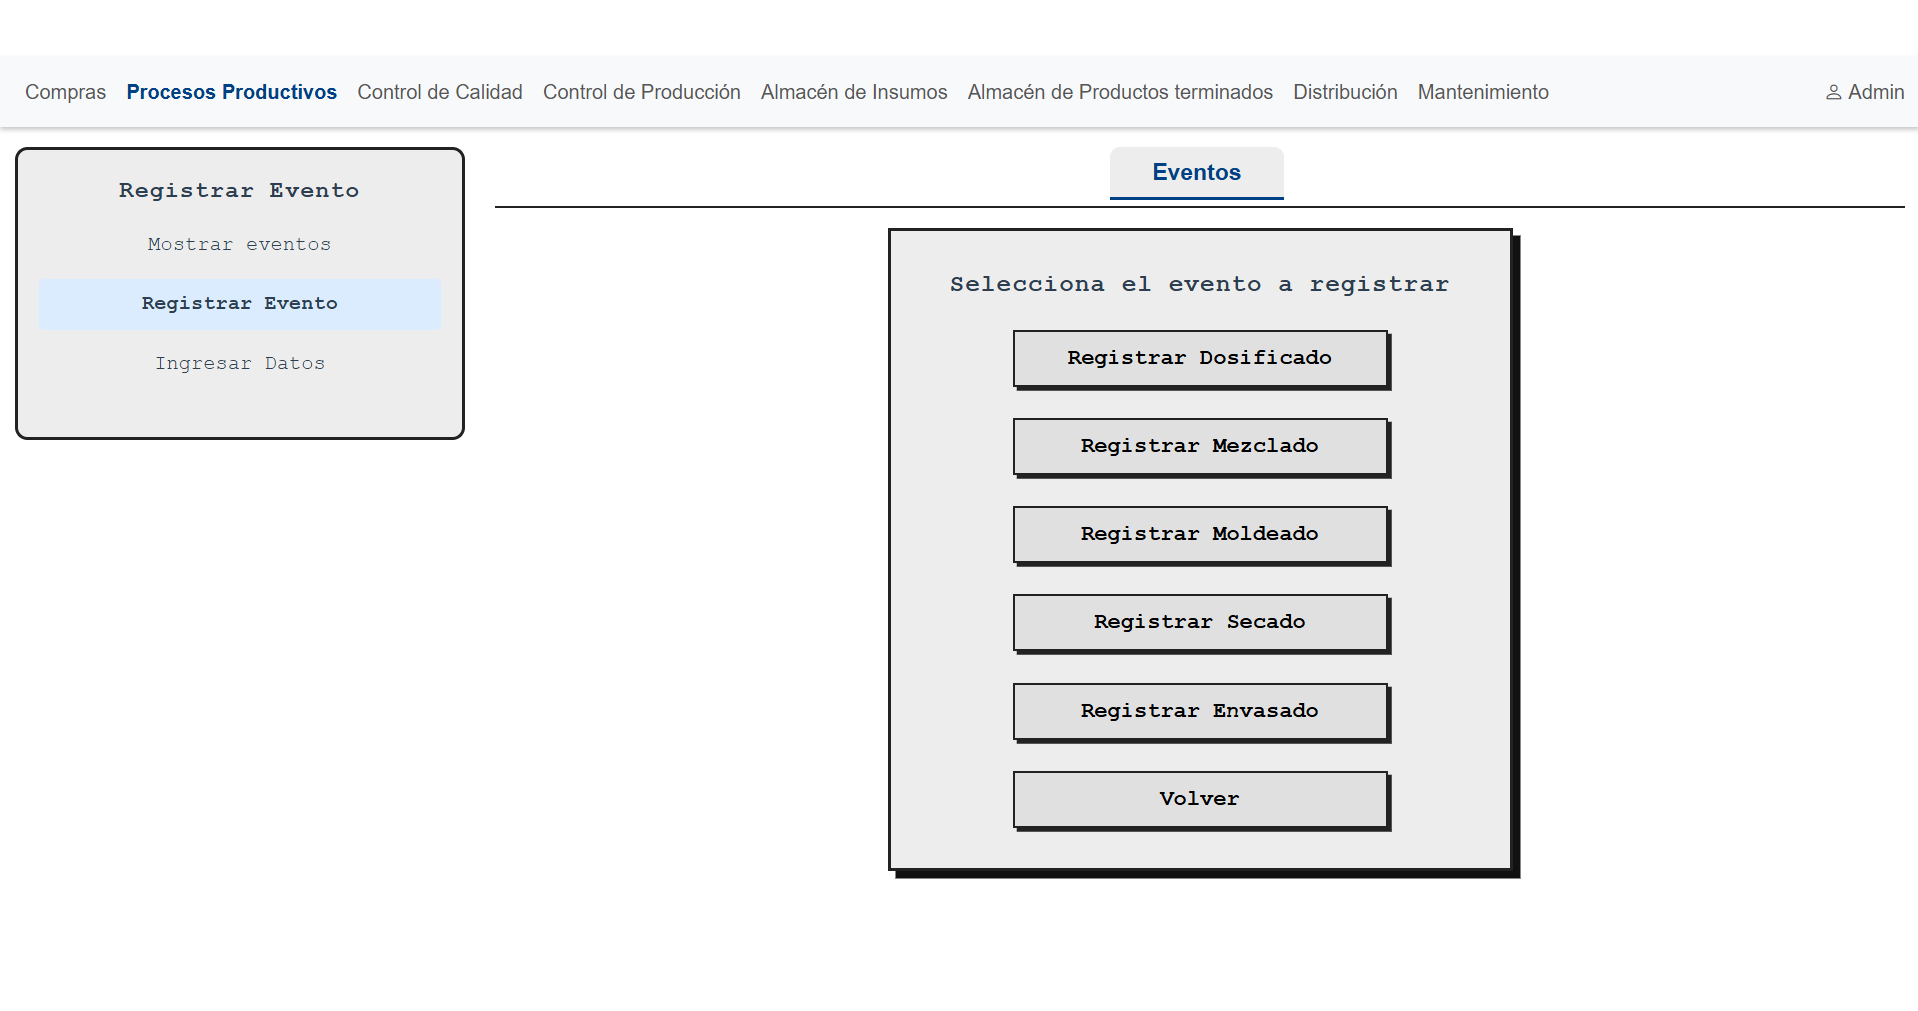 Compras Procesos Productivos Control de Calidad Control de Producción Almacén de Insumos Almacén de Productos terminados Distribución Mantenimiento Admin
Registrar Evento
Mostrar eventos
Registrar Evento
Ingresar Datos
Eventos
Selecciona el evento a registrar
Registrar Dosificado
Registrar Mezclado
Registrar Moldeado
Registrar Secado
Registrar Envasado
Volver